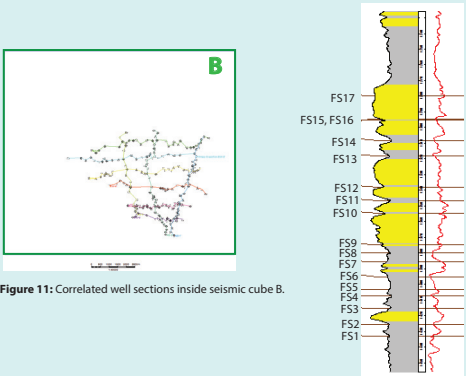 B
Figure 11: Correlated well sections inside seismic cube B.
FS17
FS15, FS16
FS14
FS13
FS12
FS11
FS10
FS9
FS8
FS7
FS6
FS5
FS4
FS3
FS2
FS1